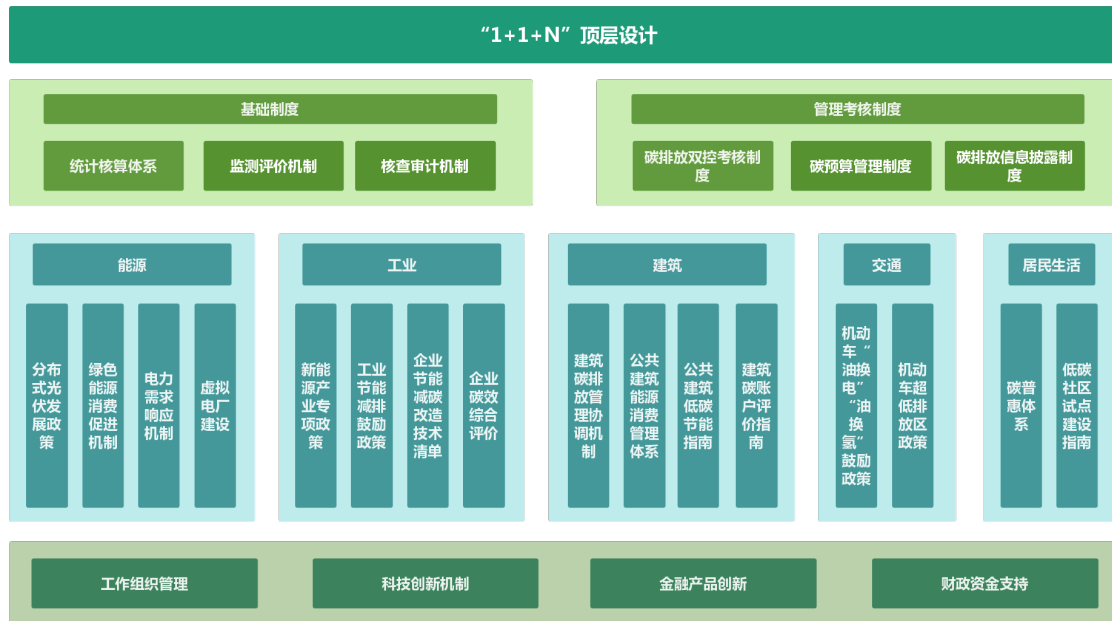 “1+1+N”顶层设计
基础制度
统计核算体系
监测评价机制
核查审计机制
管理考核制度
碳排放双控考核制
度
碳预算管理制度
碳排放信息披露制
度
能源
分布
式光
伏发
展政
策
绿色
能源
消费
促进
机制
电力
需求
响应
机制
虚拟
电厂
建设
工业
新能
源产
业专
项政
策
工业
节能
减排
鼓励
政策
企业
节能
减碳
改造
技术
清单
企业
碳效
综合
评价
建筑
建筑
碳排
放管
理协
调机
制
公共
建筑
能源
消费
管理
体系
公共
建筑
低碳
节能
指南
建筑
碳账
户评
价指
南
交通
机动
车“
油换
电”
“油
换
氢”
鼓励
政策
机动
车超
低排
放区
政策
居民生活
碳普
惠体
系
低碳
社区
试点
建设
指南
工作组织管理
科技创新机制
金融产品创新
财政资金支持